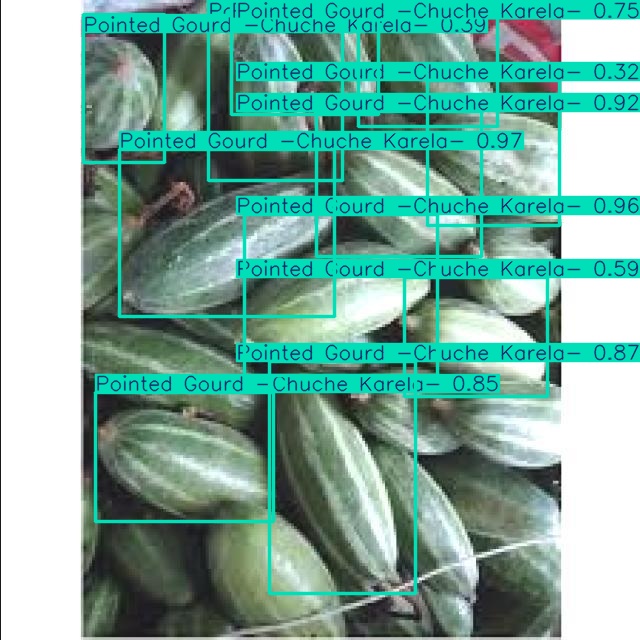 Pointed Gourd -Chuche Karela- 0.75
Pointed Gourd -Chuche Karela- 0.39
Pointed Gourd -Chuche Karela- 0.32
Pointed Gourd -Chuche Karela- 0.92
Pointed Gourd -Chuche Karela- 0.97
Pointed Gourd -Chuche Karela- 0.96
Pointed Gourd -Chuche Karela- 0.59
Pointed Gourd -Chuche Karela- 0.87
Pointed Gourd -Chuche Karela- 0.85